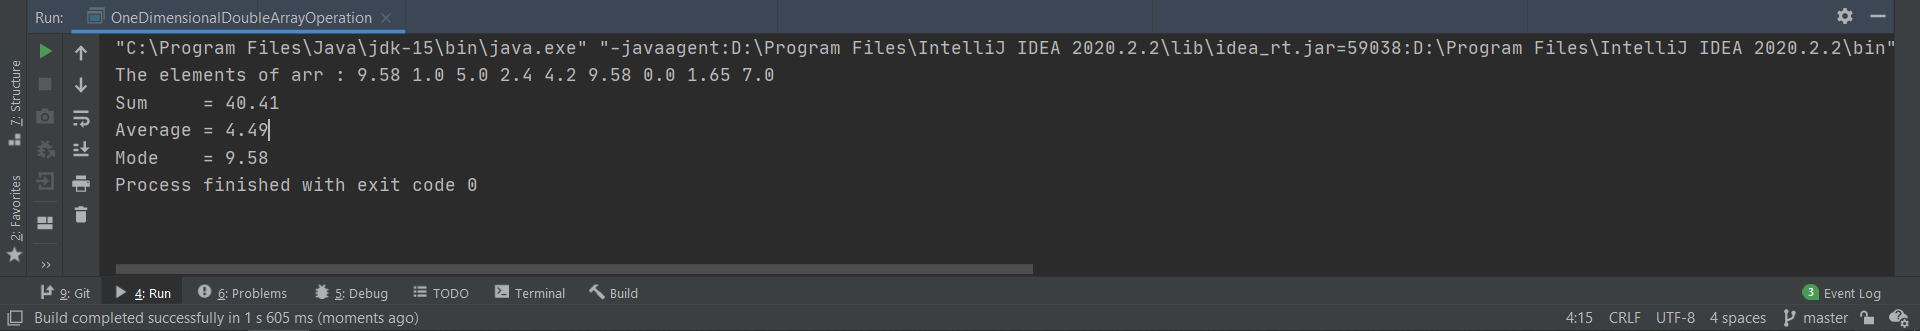 Run: OneDimensionalDoubleArrayOperation
"C:\Program Files\Java\jdk-15\bin\java.exe" "-javaagent:D:\Program Files\IntelliJ IDEA 2020.2.2\lib\idea_rt.jar=59038:D:\Program Files\IntelliJ IDEA 2020.2.2\bin"
The elements of arr : 9.58 1.0 5.0 2.4 4.2 9.58 0.0 1.65 7.0
Sum     = 40.41
Average = 4.49
Mode    = 9.58
Process finished with exit code 0
7: Structure
2: Favorites
9: Git 4: Run 6: Problems 5: Debug TODO Terminal Build 3 Event Log
Build completed successfully in 1 s 605 ms (moments ago) 4:15 CRLF UTF-8 4 spaces master